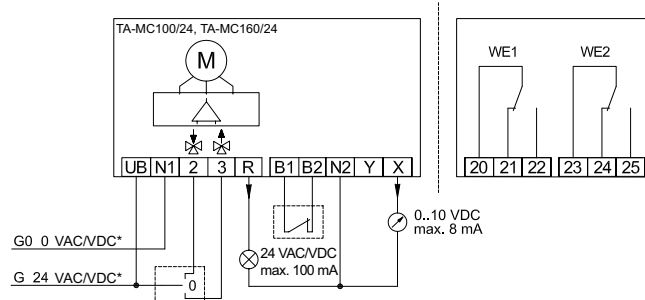 TA-MC100/24, TA-MC160/24
M
UB N1 2 3 R B1 B2 N2 Y X
WE1 WE2
20 21 22 23 24 25
0..10 VDC
max. 8 mA
G0 0 VAC/VDC*
24 VAC/VDC
max. 100 mA
G 24 VAC/VDC*
0